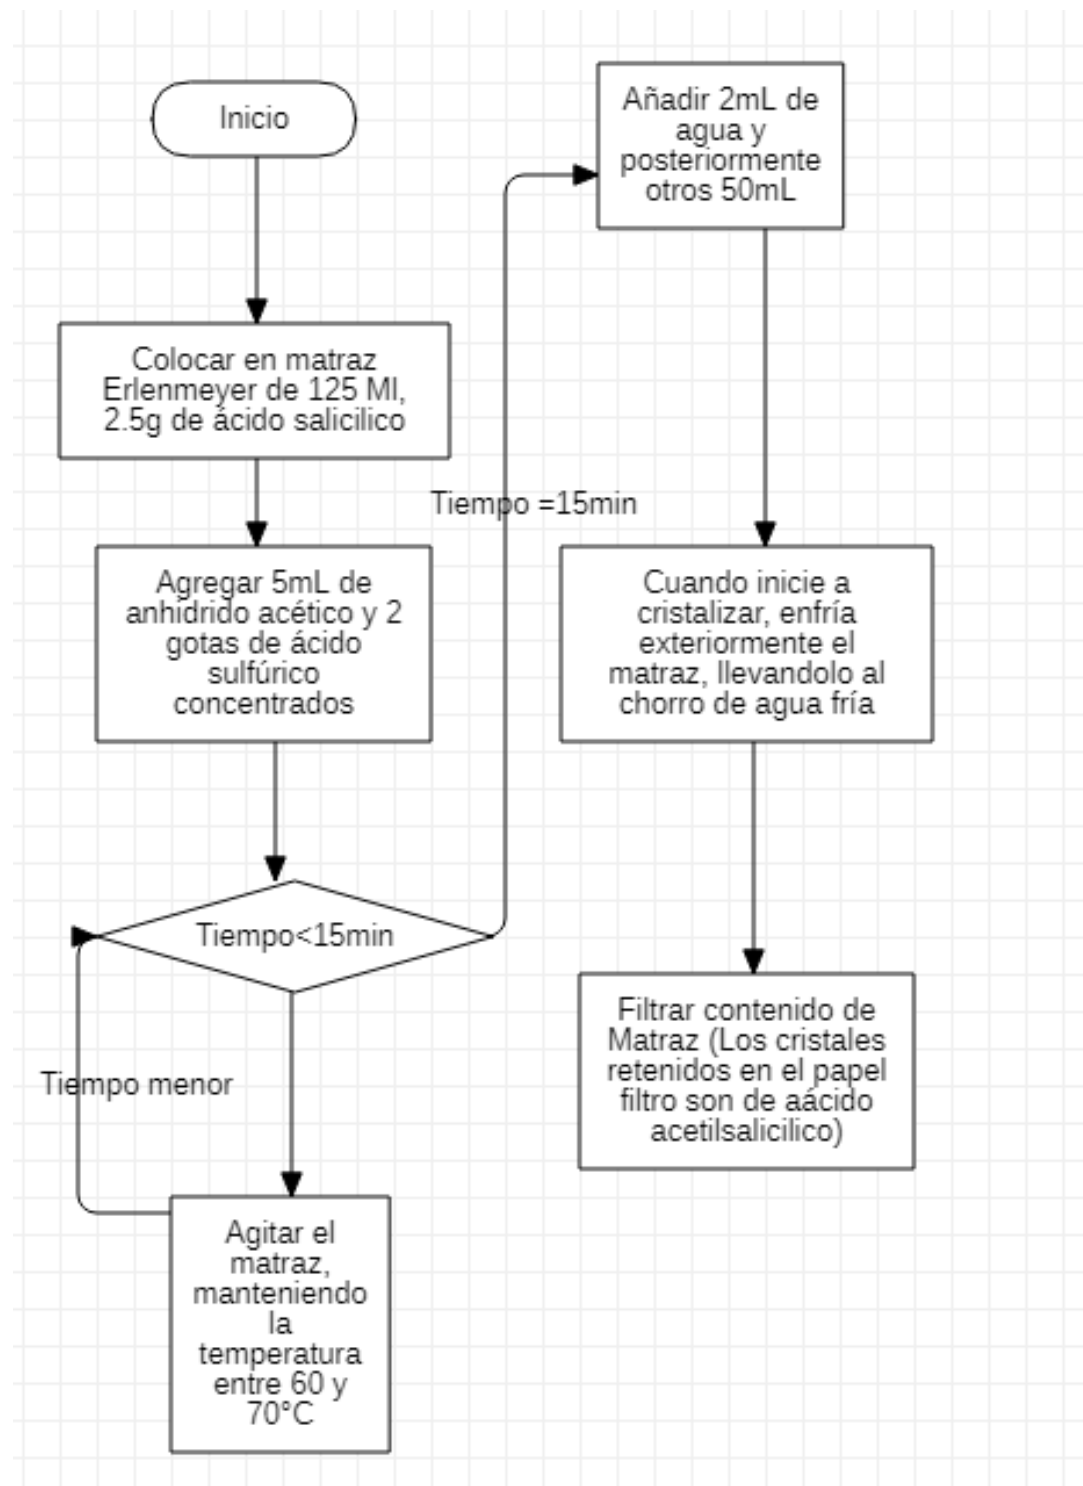 Inicio
Colocar en matraz
Erlenmeyer de 125 Ml,
2.5g de ácido salicilico
Agregar 5mL de
anhidrido acético y 2
gotas de ácido
sulfúrico
concentrados
Tiempo<15min
Tiempo menor
Agitar el
matraz,
manteniendo
la
temperatura
entre 60 y
70°C
Tiempo =15min
Añadir 2mL de
agua y
posteriormente
otros 50mL
Cuando inicie a
cristalizar, enfría
exteriormente el
matraz, llevandolo al
chorro de agua fría
Filtrar contenido de
Matraz (Los cristales
retenidos en el papel
filtro son de aácido
acetilsalicilico)